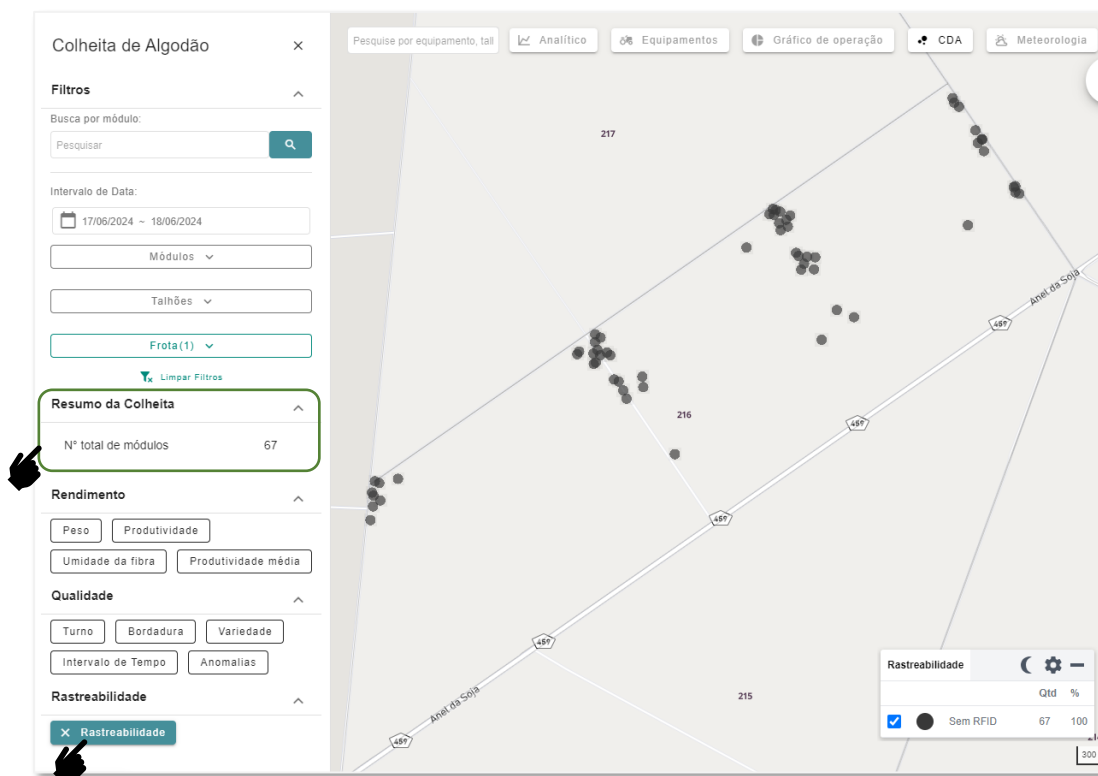 Colheita de Algodão ×
Filtros
Busca por módulo:
Pesquisar
Intervalo de Data:
17/06/2024 ~ 18/06/2024
Módulos
Talhões
Frota(1)
Limpar Filtros
Resumo da Colheita
N° total de módulos 67
Rendimento
Peso Produtividade
Umidade da fibra Produtividade média
Qualidade
Turno Bordadura Variedade
Intervalo de Tempo Anomalias
Rastreabilidade
× Rastreabilidade
Pesquise por equipamento, tal
Analítico Equipamentos Gráfico de operação CDA Meteorologia
217
Anel da Soja
459
459
216
459
459
215
Anel da Soja
459
Rastreabilidade
Qtd %
Sem RFID 67 100
300